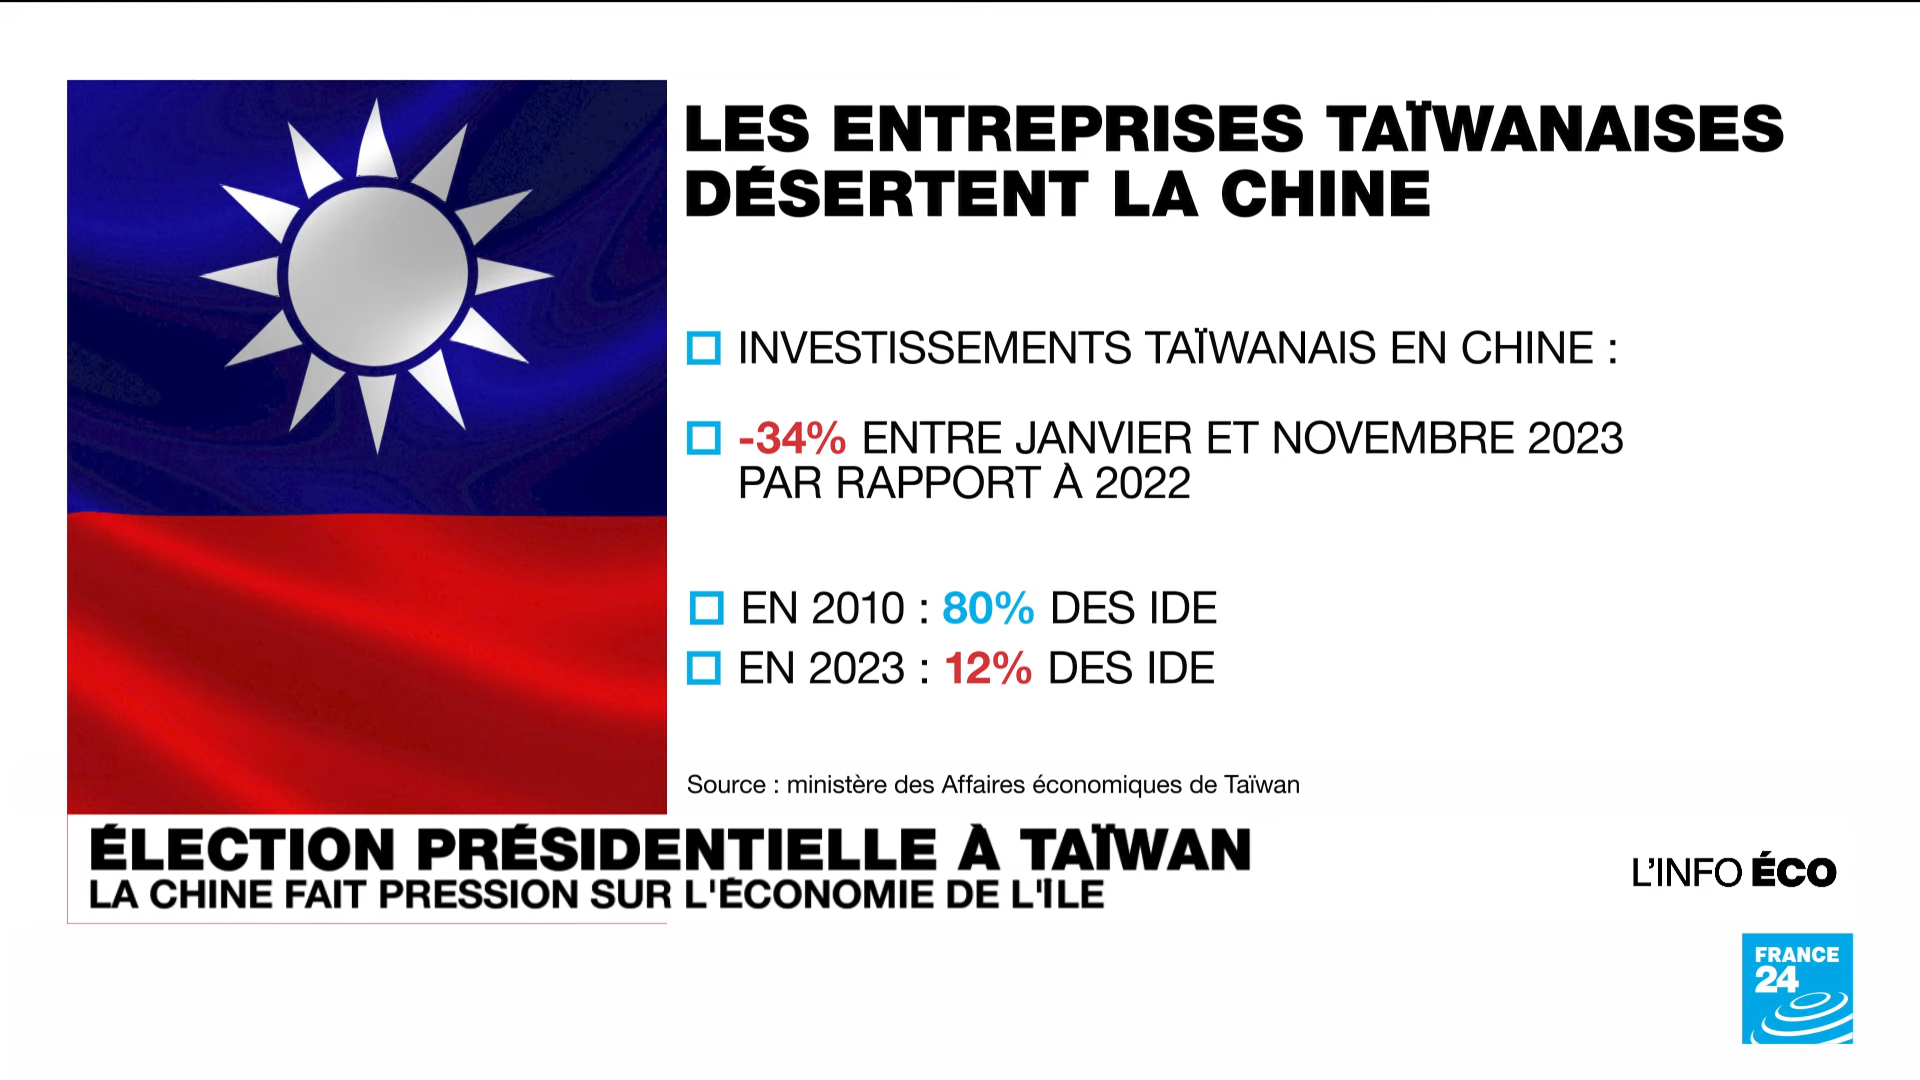 LES ENTREPRISES TAÏWANAISES
DÉSERTENT LA CHINE
INVESTISSEMENTS TAÏWANAIS EN CHINE :
-34% ENTRE JANVIER ET NOVEMBRE 2023
PAR RAPPORT À 2022
EN 2010 : 80% DES IDE
EN 2023 : 12% DES IDE
Source : ministère des Affaires économiques de Taïwan
ÉLECTION PRÉSIDENTIELLE À TAÏWAN
LA CHINE FAIT PRESSION SUR L'ÉCONOMIE DE L'ÎLE
L'INFO ÉCO
FRANCE
24